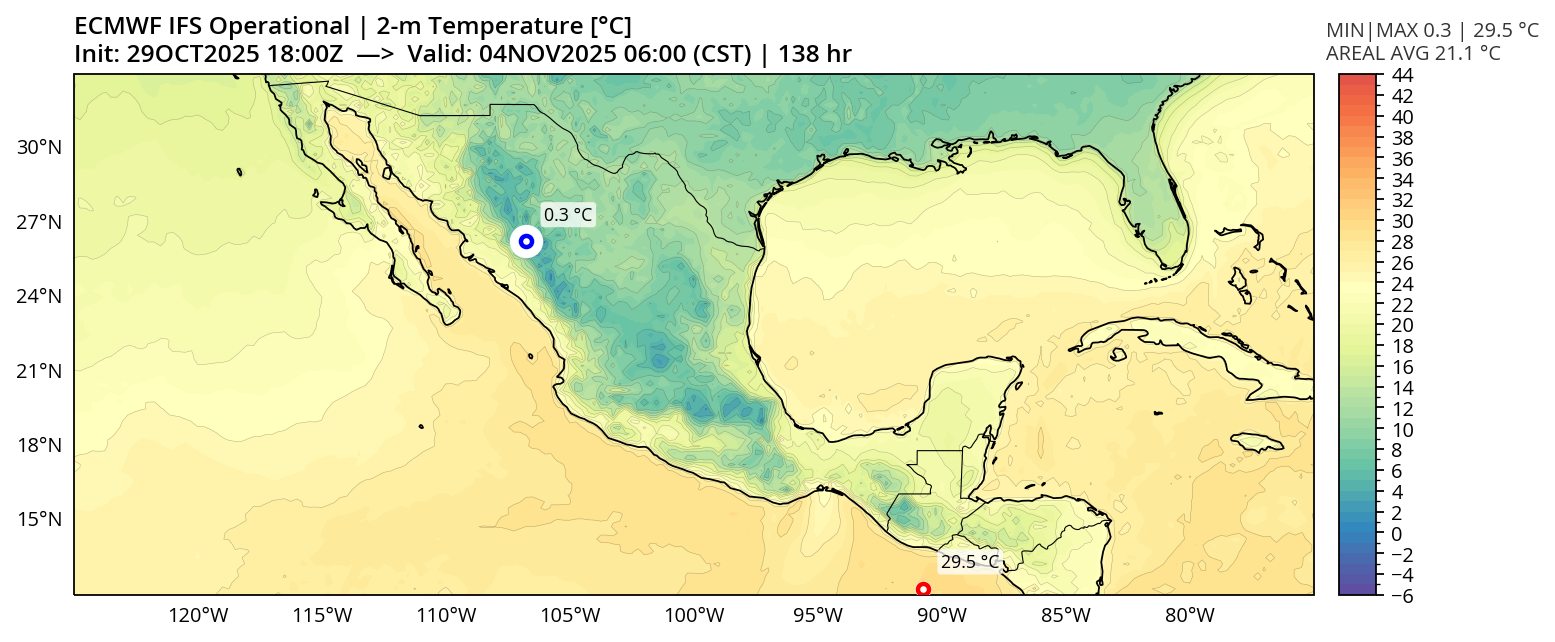 ECMWF IFS Operational | 2-m Temperature [°C]
Init: 29OCT2025 18:00Z —> Valid: 04NOV2025 06:00 (CST) | 138 hr
MIN|MAX 0.3 | 29.5 °C
AREAL AVG 21.1 °C
44
42
40
38
36
34
32
30
28
26
24
22
20
18
16
14
12
10
8
6
4
2
0
−2
−4
−6
30°N
27°N
24°N
21°N
18°N
15°N
0.3 °C
29.5 °C
120°W 115°W 110°W 105°W 100°W 95°W 90°W 85°W 80°W